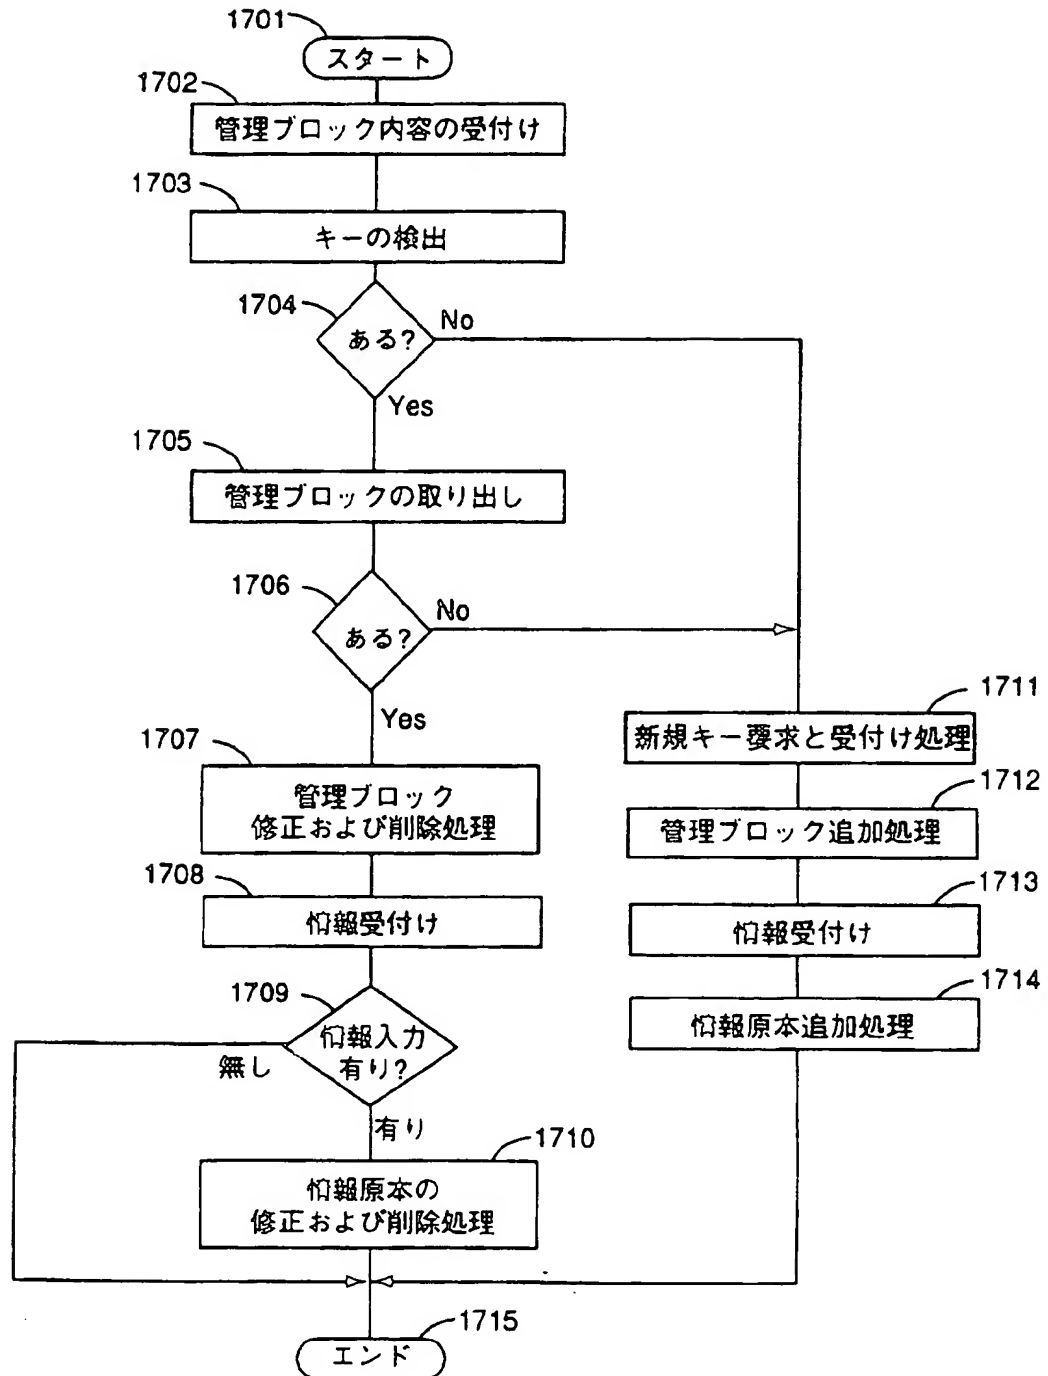 1701
スタート
1702
管理ブロック内容の受付け
1703
キーの検出
1704
ある?
No
Yes
1705
管理ブロックの取り出し
1706
ある?
No
Yes
1707
管理ブロック
修正および削除処理
1708
情報受付け
1709
情報入力
有り?
無し
有り
1710
情報原本の
修正および削除処理
1711
新規キー要求と受付け処理
1712
管理ブロック追加処理
1713
情報受付け
1714
情報原本追加処理
1715
エンド